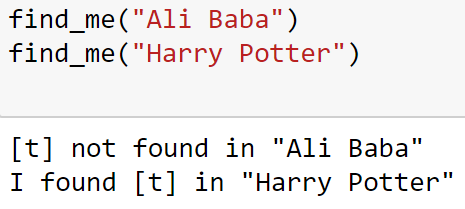 find_me("Ali Baba")
find_me("Harry Potter")
[t] not found in "Ali Baba"
I found [t] in "Harry Potter"